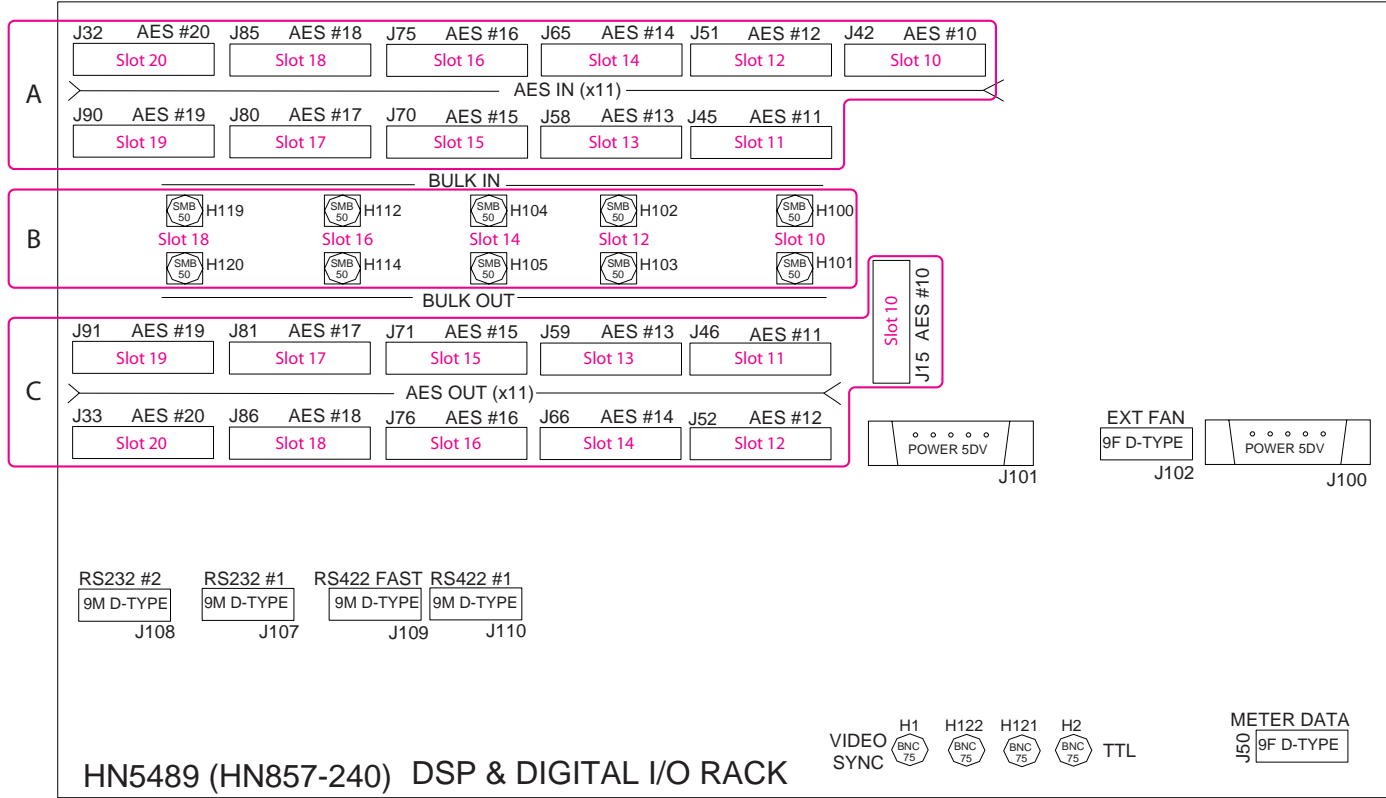 J32 AES #20 J85 AES #18 J75 AES #16 J65 AES #14 J51 AES #12 J42 AES #10
Slot 20 Slot 18 Slot 16 Slot 14 Slot 12 Slot 10
A
AES IN (x11)
J90 AES #19 J80 AES #17 J70 AES #15 J58 AES #13 J45 AES #11
Slot 19 Slot 17 Slot 15 Slot 13 Slot 11
BULK IN
SMB 50 H119 SMB 50 H112 SMB 50 H104 SMB 50 H102 SMB 50 H100
B
Slot 18 Slot 16 Slot 14 Slot 12 Slot 10
SMB 50 H120 SMB 50 H114 SMB 50 H105 SMB 50 H103 SMB 50 H101
BULK OUT
Slot 10
J15 AES #10
J91 AES #19 J81 AES #17 J71 AES #15 J59 AES #13 J46 AES #11
Slot 19 Slot 17 Slot 15 Slot 13 Slot 11
C
AES OUT (x11)
J33 AES #20 J86 AES #18 J76 AES #16 J66 AES #14 J52 AES #12
Slot 20 Slot 18 Slot 16 Slot 14 Slot 12
POWER 5DV
J101
EXT FAN
9F D-TYPE
J102
POWER 5DV
J100
RS232 #2 RS232 #1 RS422 FAST RS422 #1
9M D-TYPE 9M D-TYPE 9M D-TYPE 9M D-TYPE
J108 J107 J109 J110
VIDEO SYNC
H1 H122 H121 H2
BNC 75 BNC 75 BNC 75 BNC 75
TTL
METER DATA
J50 9F D-TYPE
HN5489 (HN857-240) DSP & DIGITAL I/O RACK